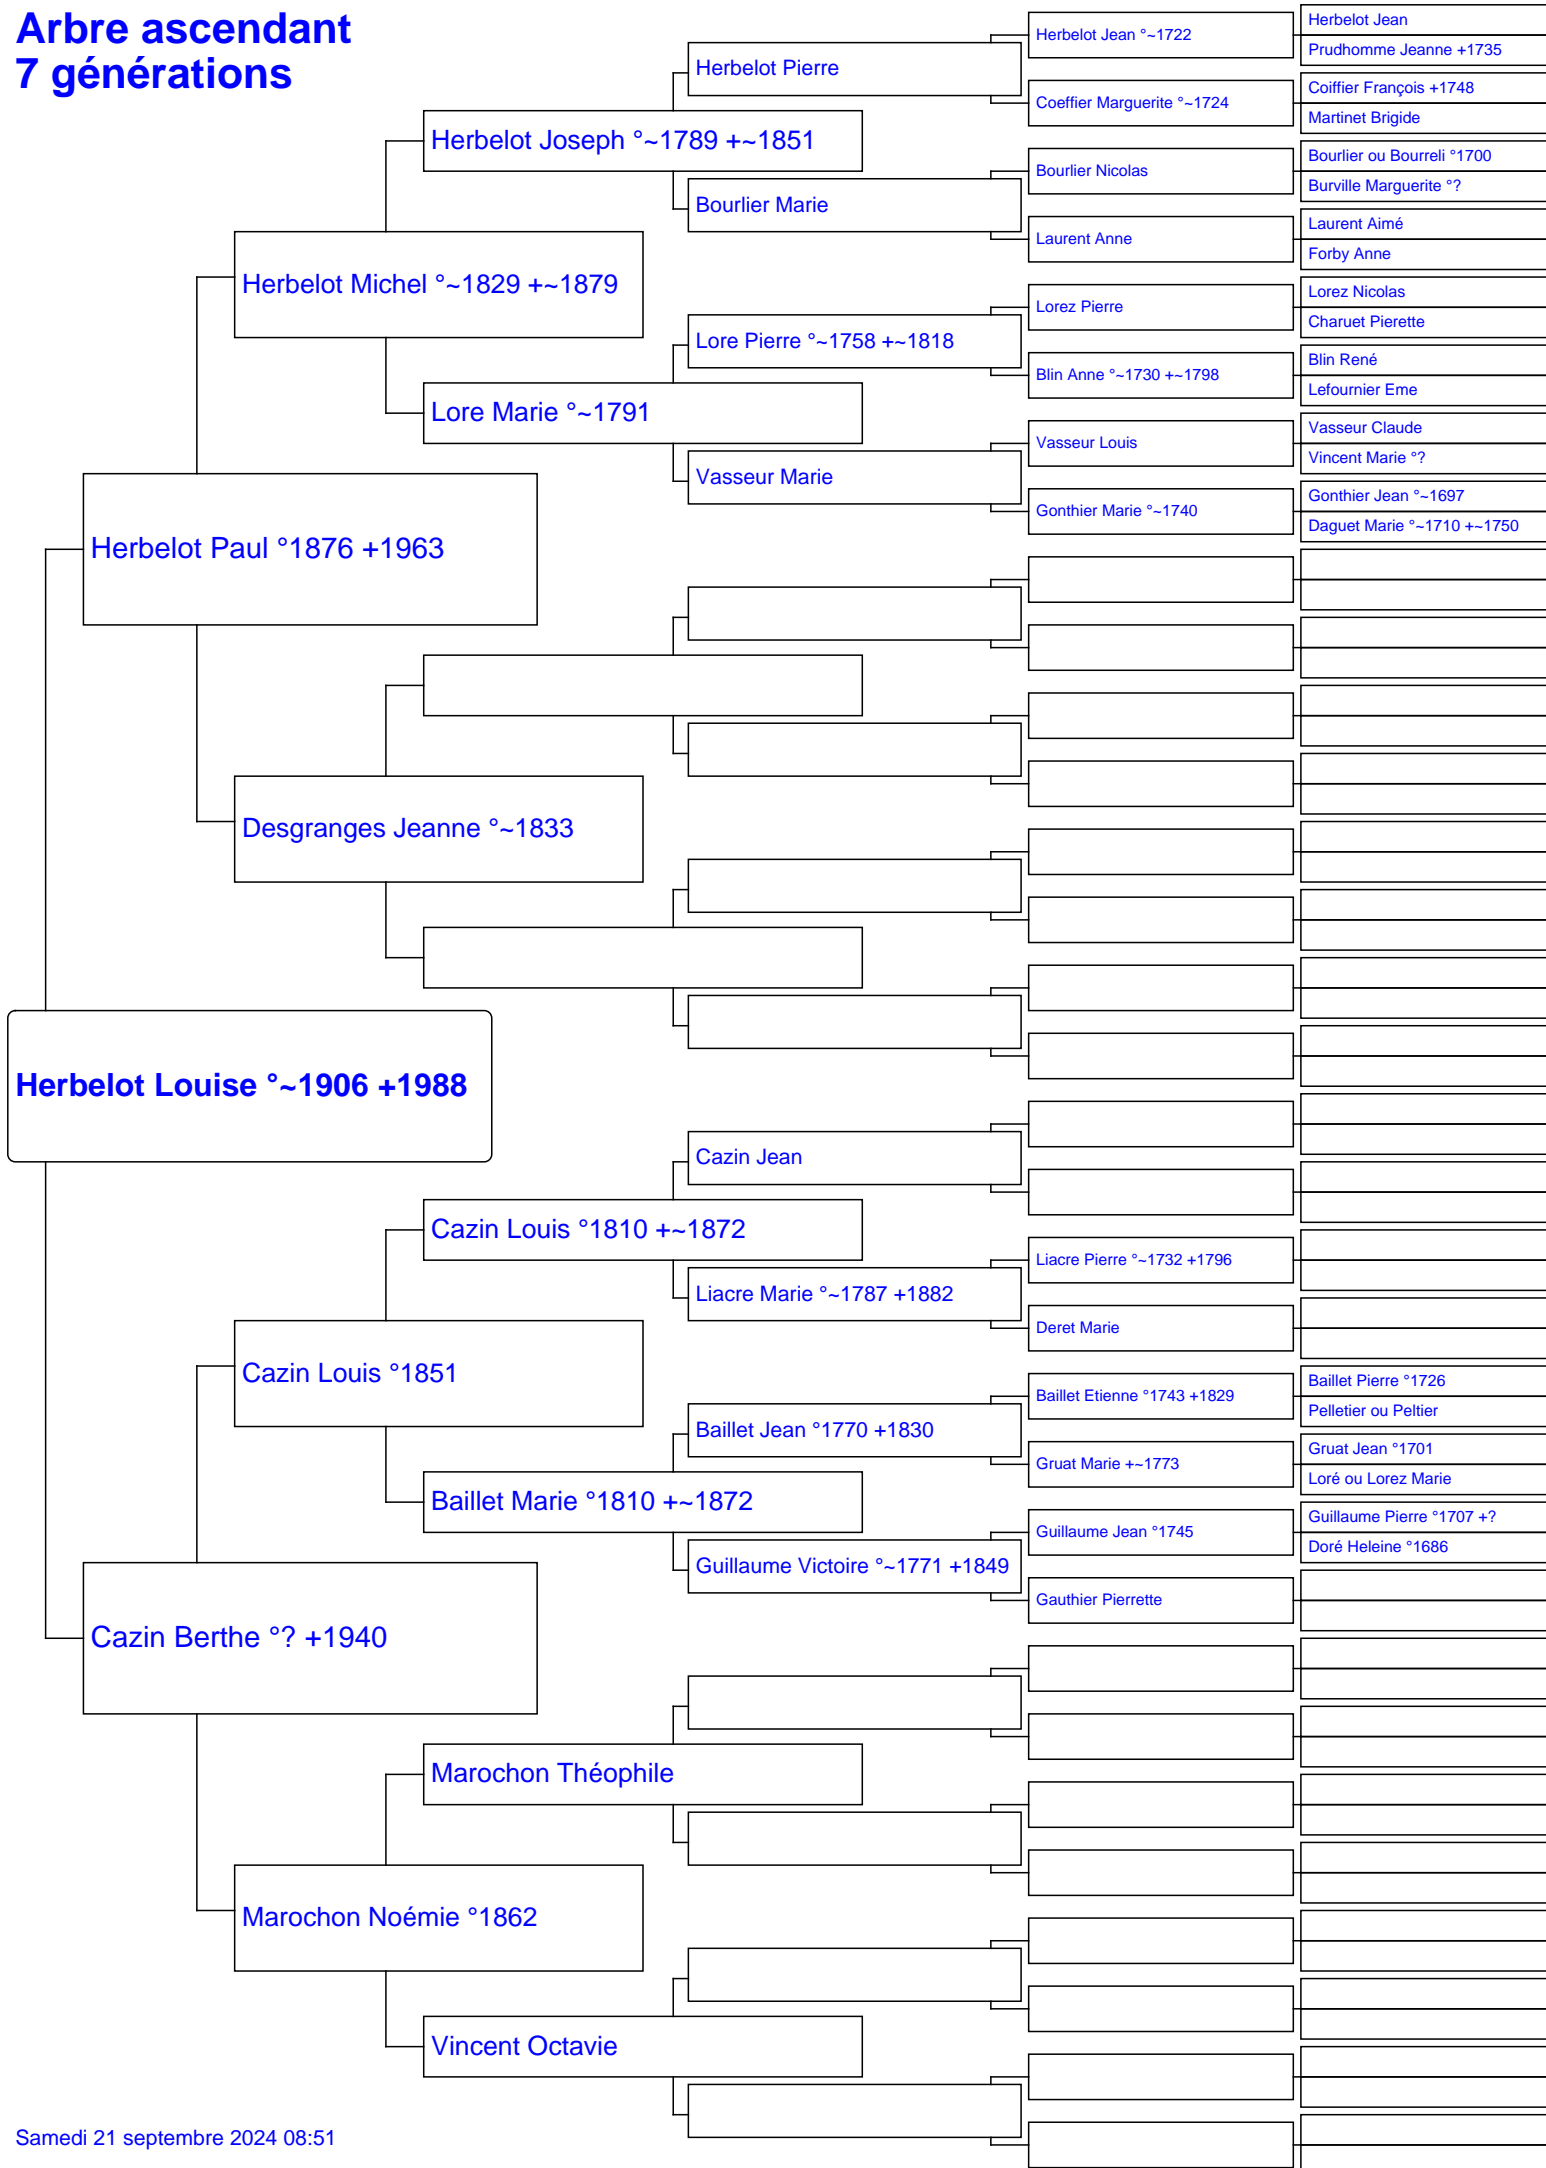 Arbre ascendant
7 générations
Herbelot Louise °~1906 +1988
Herbelot Paul °1876 +1963
Cazin Berthe °? +1940
Herbelot Michel °~1829 +~1879
Desgranges Jeanne °~1833
Cazin Louis °1851
Marochon Noémie °1862
Herbelot Joseph °~1789 +~1851
Lore Marie °~1791
Cazin Louis °1810 +~1872
Baillet Marie °1810 +~1872
Marochon Théophile
Vincent Octavie
Herbelot Pierre
Bourlier Marie
Lore Pierre °~1758 +~1818
Vasseur Marie
Cazin Jean
Liacre Marie °~1787 +1882
Baillet Jean °1770 +1830
Guillaume Victoire °~1771 +1849
Herbelot Jean °~1722
Coeffier Marguerite °~1724
Bourlier Nicolas
Laurent Anne
Lorez Pierre
Blin Anne °~1730 +~1798
Vasseur Louis
Gonthier Marie °~1740
Liacre Pierre °~1732 +1796
Deret Marie
Baillet Etienne °1743 +1829
Gruat Marie +~1773
Guillaume Jean °1745
Gauthier Pierrette
Herbelot Jean
Prudhomme Jeanne +1735
Coiffier François +1748
Martinet Brigide
Bourlier ou Bourreli °1700
Burville Marguerite °?
Laurent Aimé
Forby Anne
Lorez Nicolas
Charuet Pierette
Blin René
Lefournier Eme
Vasseur Claude
Vincent Marie °?
Gonthier Jean °~1697
Daguet Marie °~1710 +~1750
Baillet Pierre °1726
Pelletier ou Peltier
Gruat Jean °1701
Loré ou Lorez Marie
Guillaume Pierre °1707 +?
Doré Heleine °1686
Samedi 21 septembre 2024 08:51